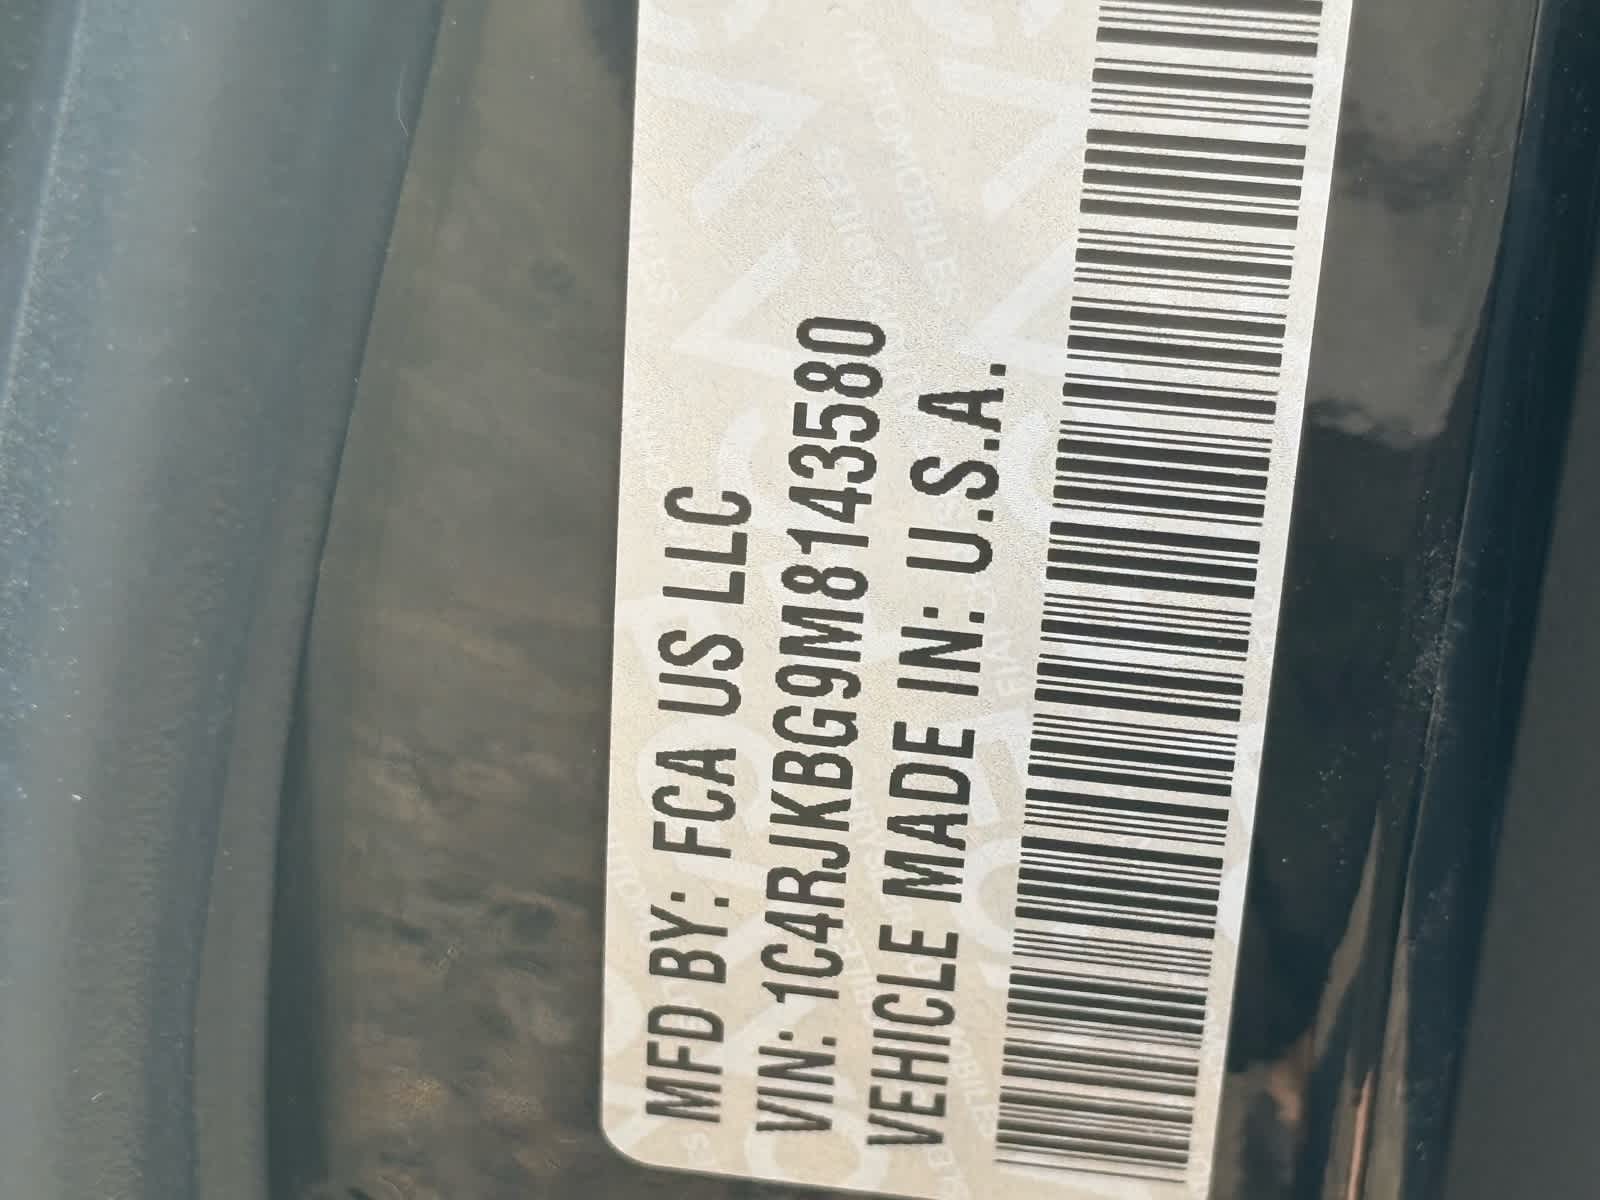 MFD BY: FCA US LLC
VIN: 1C4RJKBG9M8143580
VEHICLE MADE IN: U.S.A.